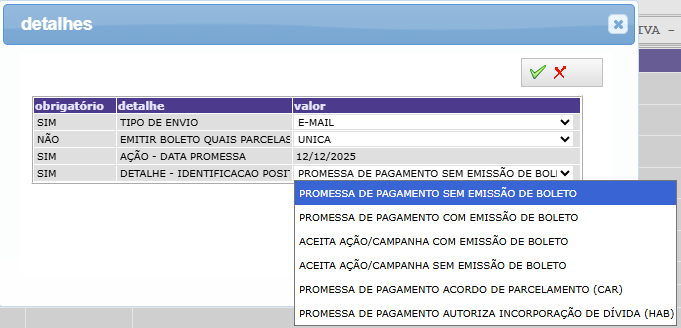 detalhes
IVA -
obrigatório detalhe valor
SIM TIPO DE ENVIO E-MAIL
NÃO EMITIR BOLETO QUAIS PARCELAS UNICA
SIM AÇÃO - DATA PROMESSA 12/12/2025
SIM DETALHE - IDENTIFICACAO POSIT PROMESSA DE PAGAMENTO SEM EMISSÃO DE BOL
PROMESSA DE PAGAMENTO SEM EMISSÃO DE BOLETO
PROMESSA DE PAGAMENTO COM EMISSÃO DE BOLETO
ACEITA AÇÃO/CAMPANHA COM EMISSÃO DE BOLETO
ACEITA AÇÃO/CAMPANHA SEM EMISSÃO DE BOLETO
PROMESSA DE PAGAMENTO ACORDO DE PARCELAMENTO (CAR)
PROMESSA DE PAGAMENTO AUTORIZA INCORPORAÇÃO DE DÍVIDA (HAB)